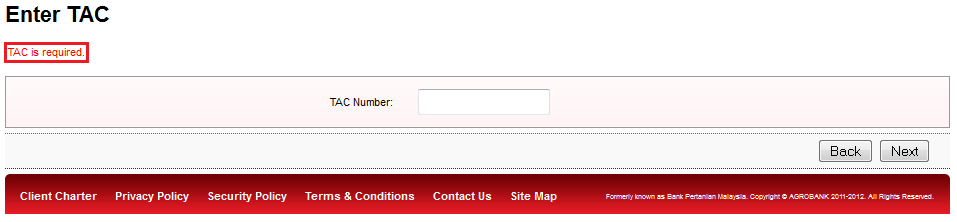 Enter TAC
TAC is required.
TAC Number:
Back Next
Client Charter Privacy Policy Security Policy Terms & Conditions Contact Us Site Map Formerly known as Bank Pertanian Malaysia. Copyright © AGROBANK 2011-2012. All Rights Reserved.